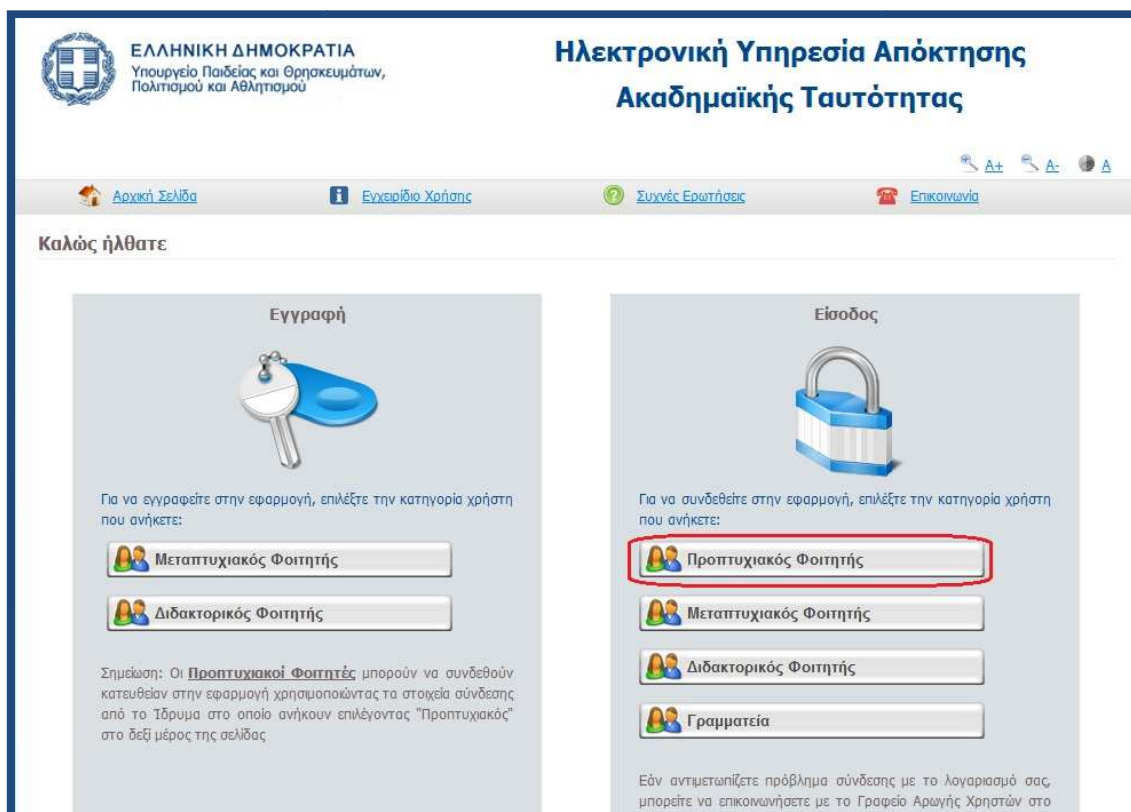 ΕΛΛΗΝΙΚΗ ΔΗΜΟΚΡΑΤΙΑ
Υπουργείο Παιδείας και Θρησκευμάτων,
Πολιτισμού και Αθλητισμού
Ηλεκτρονική Υπηρεσία Απόκτησης
Ακαδημαϊκής Ταυτότητας
A+ A- A
Αρχική Σελίδα Εγχειρίδιο Χρήσης Συχνές Ερωτήσεις Επικοινωνία
Καλώς ήλθατε
Εγγραφή
Για να εγγραφείτε στην εφαρμογή, επιλέξτε την κατηγορία χρήστη
που ανήκετε:
Μεταπτυχιακός Φοιτητής
Διδακτορικός Φοιτητής
Σημείωση: Οι Προπτυχιακοί Φοιτητές μπορούν να συνδεθούν
κατευθείαν στην εφαρμογή χρησιμοποιώντας τα στοιχεία σύνδεσης
από το Ίδρυμα στο οποίο ανήκουν επιλέγοντας "Προπτυχιακός"
στο δεξί μέρος της σελίδας
Είσοδος
Για να συνδεθείτε στην εφαρμογή, επιλέξτε την κατηγορία χρήστη
που ανήκετε:
Προπτυχιακός Φοιτητής
Μεταπτυχιακός Φοιτητής
Διδακτορικός Φοιτητής
Γραμματεία
Εάν αντιμετωπίζετε πρόβλημα σύνδεσης με το λογαριασμό σας,
μπορείτε να επικοινωνήσετε με το Γραφείο Αρωγής Χρηστών στο